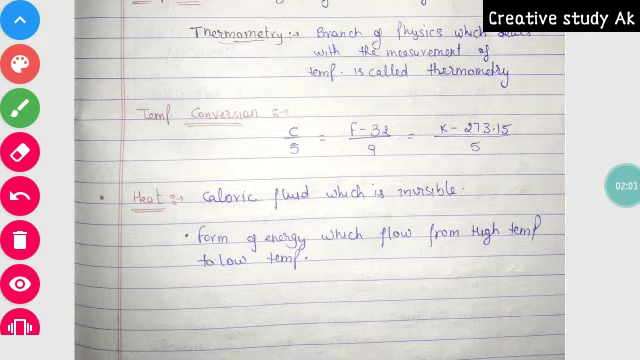 Creative study Ak
Thermometry :- Branch of Physics which deals
with the measurement of
temp. is called thermometry
Temp Conversion :-
C/5 = F-32/9 = K-273.15/5
02:03
• Heat :- Caloric fluid which is invisible.
• Form of energy which flow from High temp
to low temp.